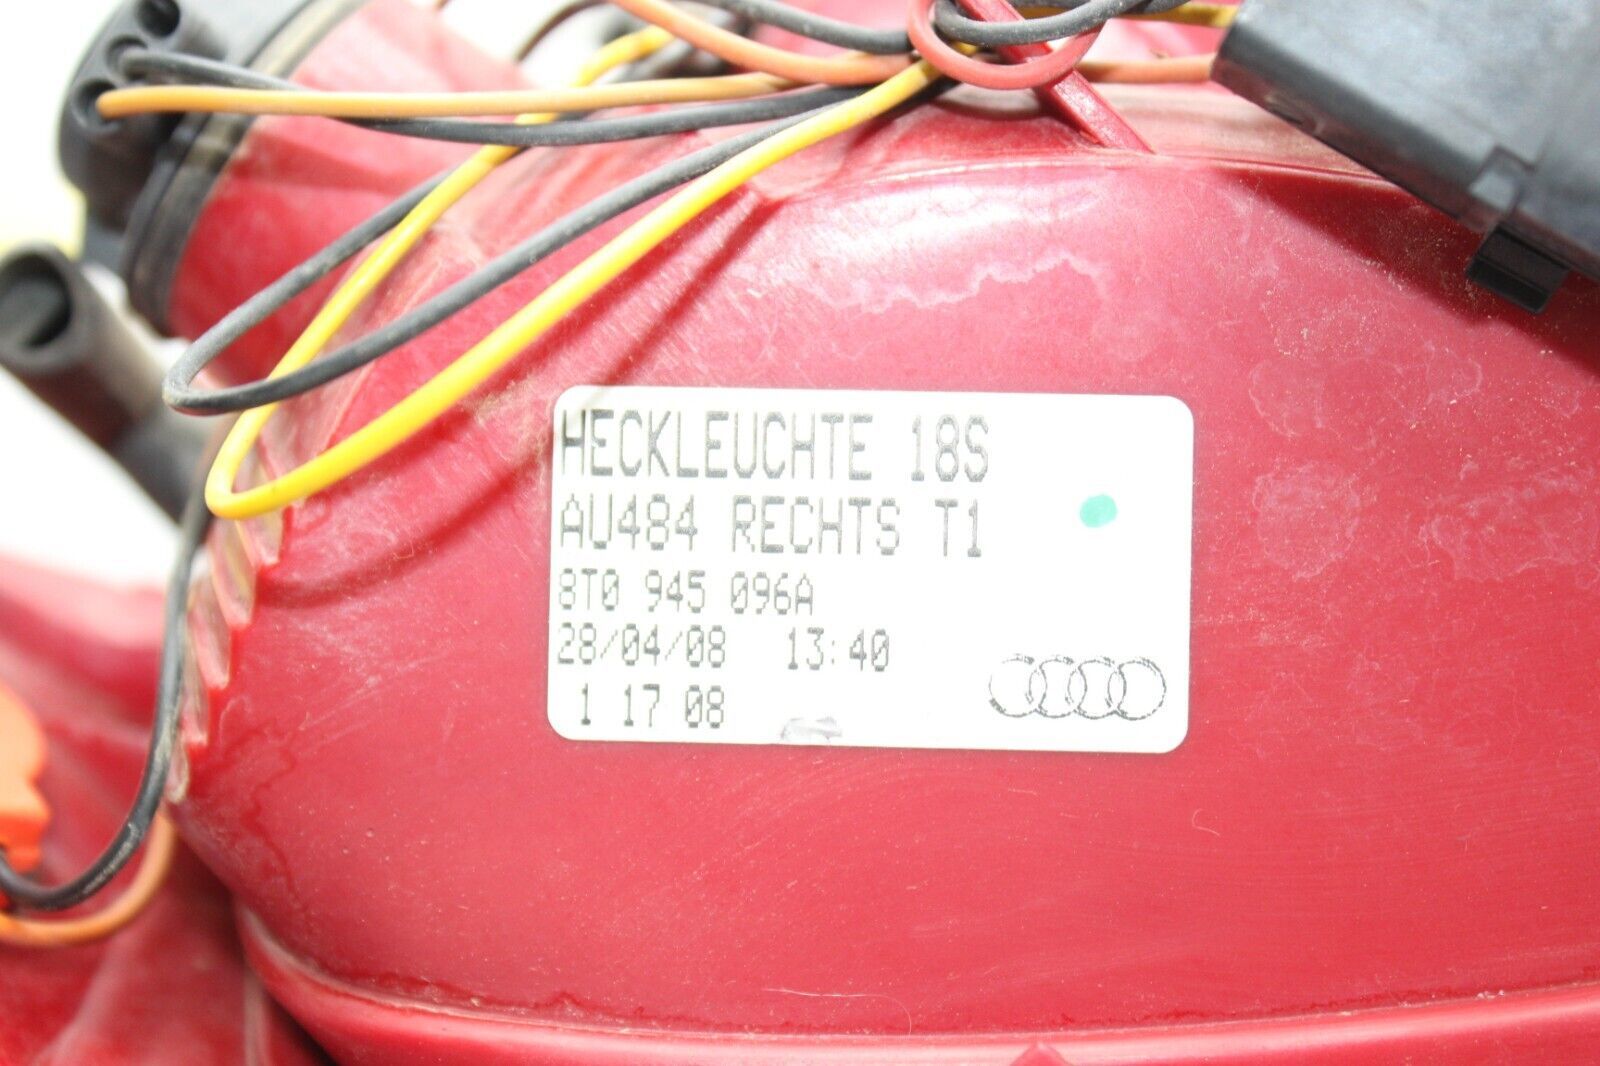 HECKLEUCHTE 18S
AU484 RECHTS T1
8T0 945 096A
28/04/08 13:40
1 17 08